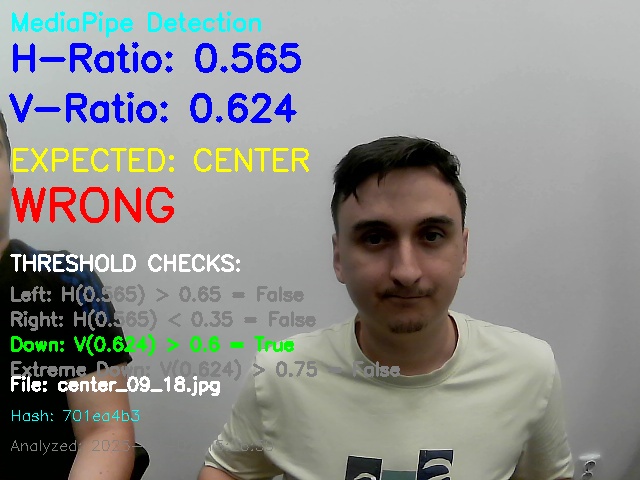 MediaPipe Detection
H-Ratio: 0.565
V-Ratio: 0.624
EXPECTED: CENTER
WRONG
THRESHOLD CHECKS:
Left: H(0.565) > 0.65 = False
Right: H(0.565) < 0.35 = False
Down: V(0.624) > 0.6 = True
Extreme Down: V(0.624) > 0.75 = False
File: center_09_18.jpg
Hash: 701ea4b3
Analyzed: